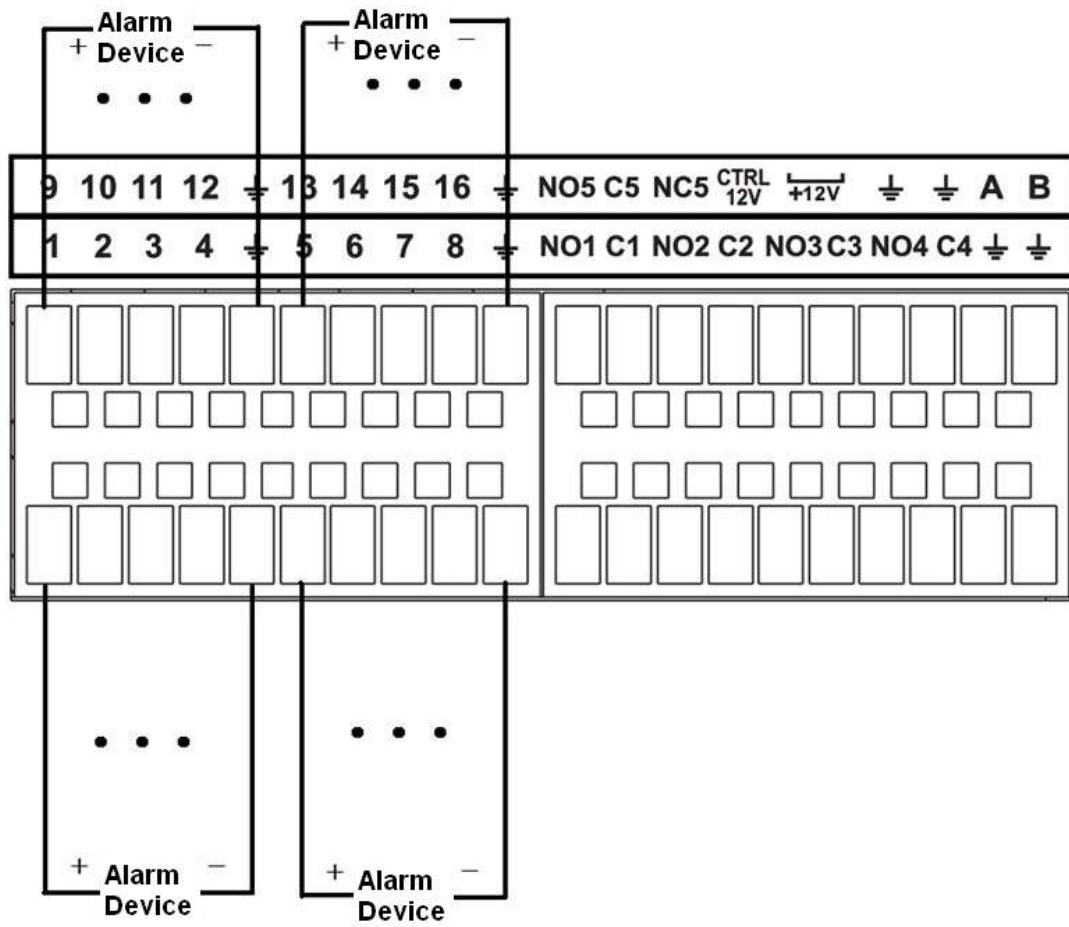 Alarm Device
+ −
Alarm Device
+ −
9 10 11 12 ⏚ 13 14 15 16 ⏚ NO5 C5 NC5 CTRL 12V +12V ⏚ ⏚ A B
1 2 3 4 ⏚ 5 6 7 8 ⏚ NO1 C1 NO2 C2 NO3 C3 NO4 C4 ⏚ ⏚
+ −
Alarm Device
+ −
Alarm Device